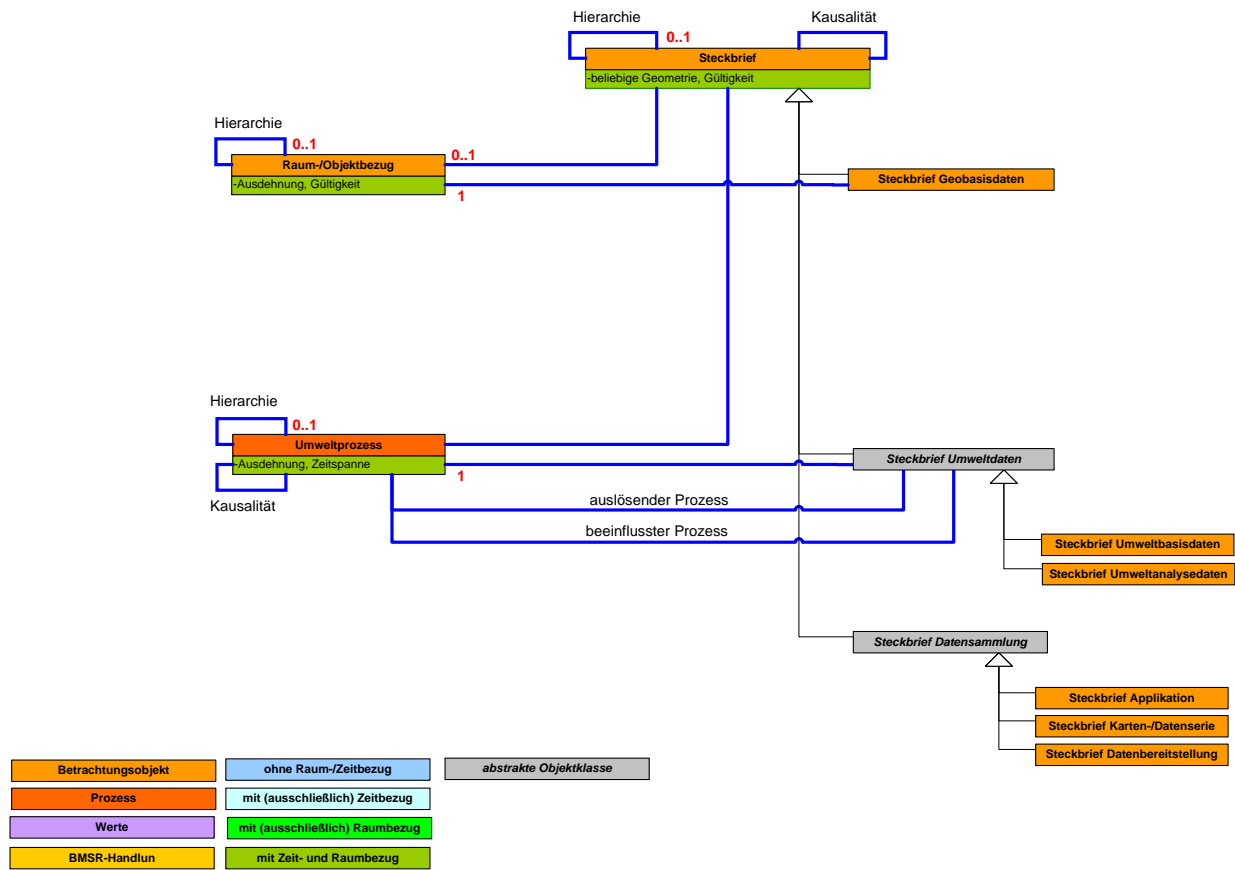 Hierarchie
Kausalität
0..1
Steckbrief
-beliebige Geometrie, Gültigkeit
Hierarchie
0..1
0..1
Raum-/Objektbezug
-Ausdehnung, Gültigkeit
1
Steckbrief Geobasisdaten
Hierarchie
0..1
Umweltprozess
-Ausdehnung, Zeitspanne
1
Steckbrief Umweltdaten
Kausalität
auslösender Prozess
beeinflusster Prozess
Steckbrief Umweltbasisdaten
Steckbrief Umweltanalysedaten
Steckbrief Datensammlung
Steckbrief Applikation
Steckbrief Karten-/Datenserie
Steckbrief Datenbereitstellung
Betrachtungsobjekt
ohne Raum-/Zeitbezug
abstrakte Objektklasse
Prozess
mit (ausschließlich) Zeitbezug
Werte
mit (ausschließlich) Raumbezug
BMSR-Handlun
mit Zeit- und Raumbezug